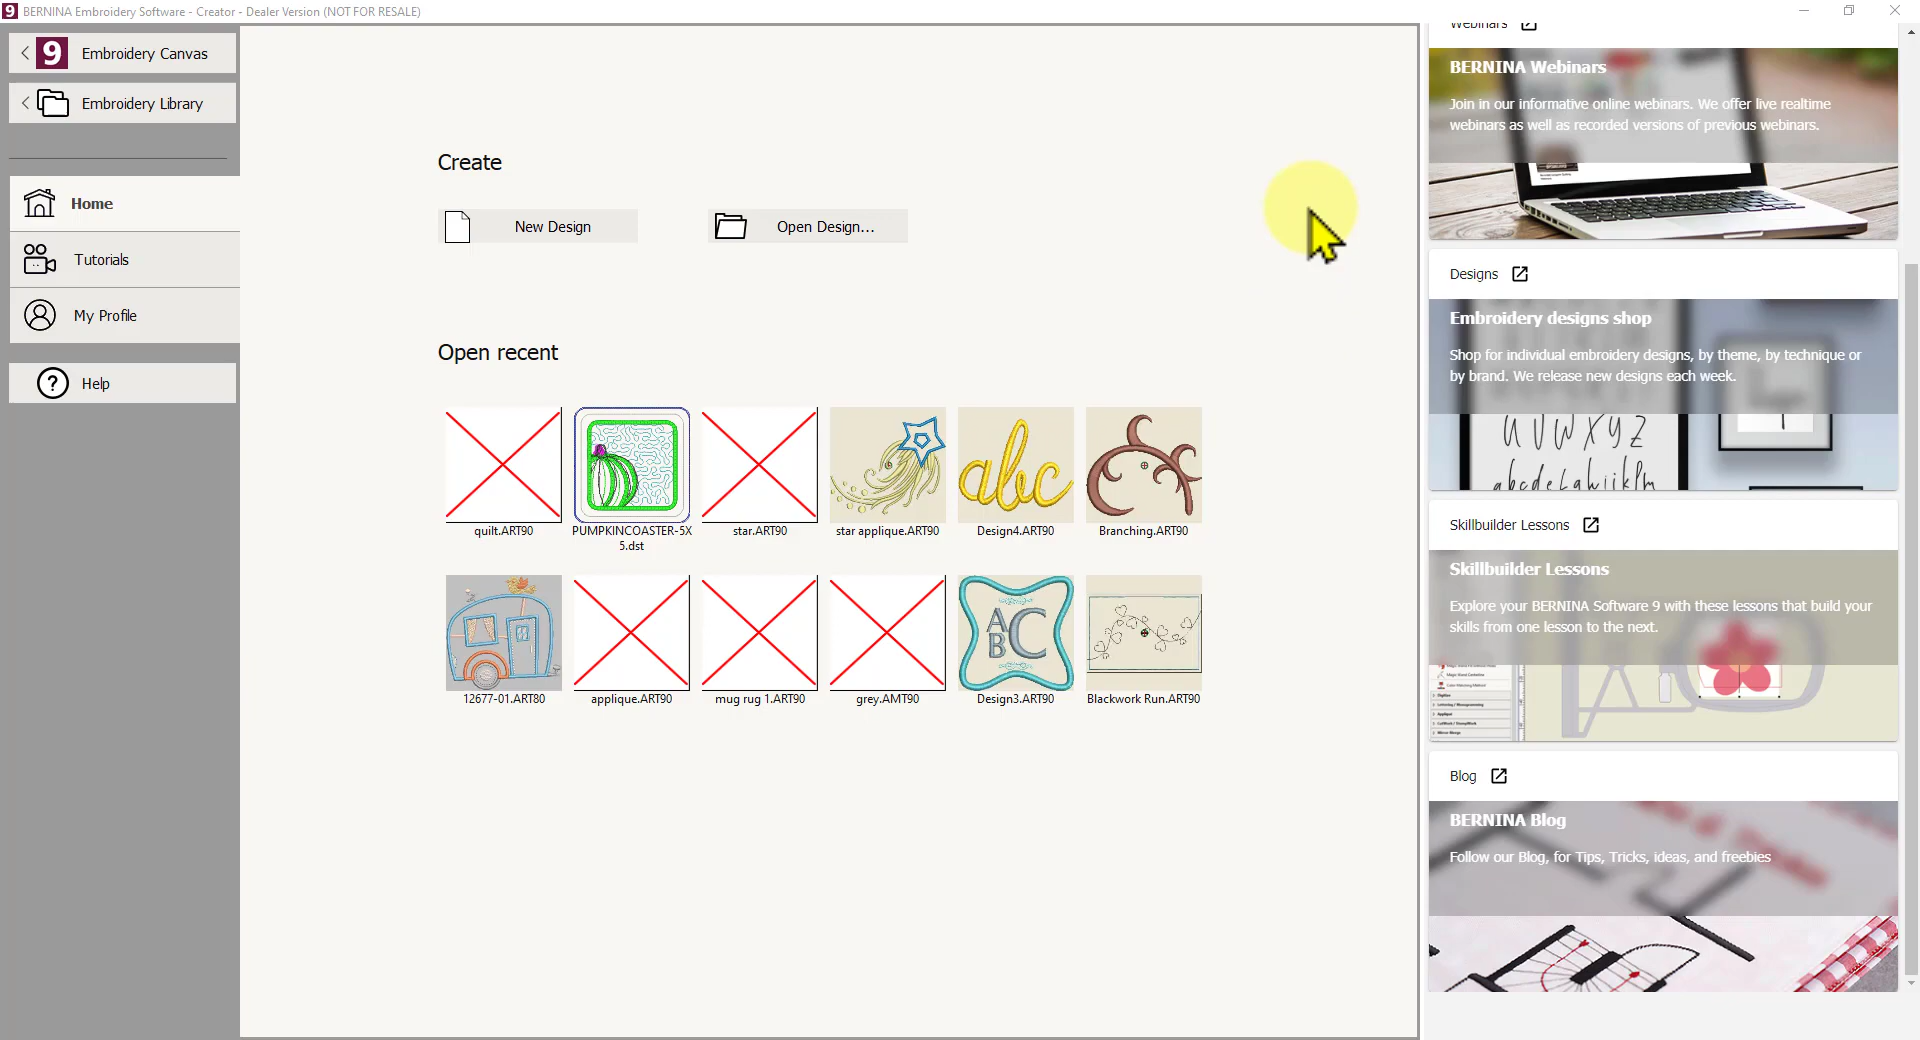 9 BERNINA Embroidery Software - Creator - Dealer Version (NOT FOR RESALE)
9 Embroidery Canvas
Embroidery Library
Home
Tutorials
My Profile
? Help
Create
New Design
Open Design...
Open recent
abc
quilt.ART90
PUMPKINCOASTER-5X
5.dst
star.ART90
star applique.ART90
Design4.ART90
Branching.ART90
ABC
12677-01.ART80
applique.ART90
mug rug 1.ART90
grey.AMT90
Design3.ART90
Blackwork Run.ART90
Webinars
BERNINA Webinars
Join in our informative online webinars. We offer live realtime
webinars as well as recorded versions of previous webinars.
Designs
Embroidery designs shop
Shop for individual embroidery designs, by theme, by technique or
by brand. We release new designs each week.
U V W X Y Z
Skillbuilder Lessons
Skillbuilder Lessons
Explore your BERNINA Software 9 with these lessons that build your
skills from one lesson to the next.
Blog
BERNINA Blog
Follow our Blog, for Tips, Tricks, ideas, and freebies